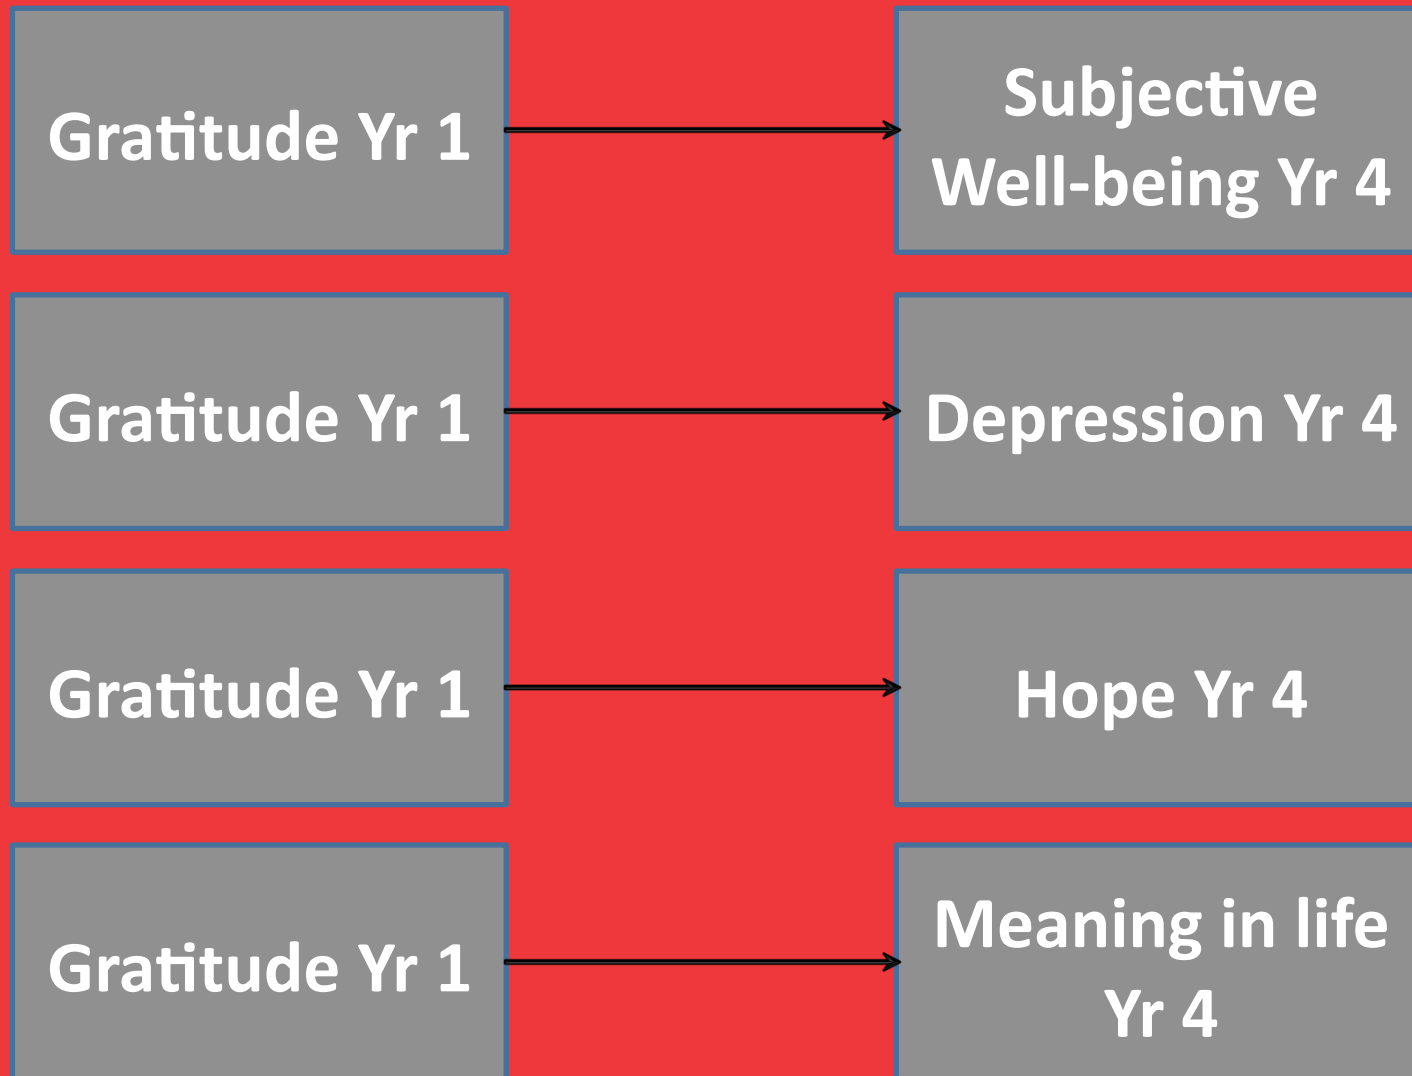 Gratitude Yr 1
Subjective
Well-being Yr 4
Gratitude Yr 1
Depression Yr 4
Gratitude Yr 1
Hope Yr 4
Gratitude Yr 1
Meaning in life
Yr 4